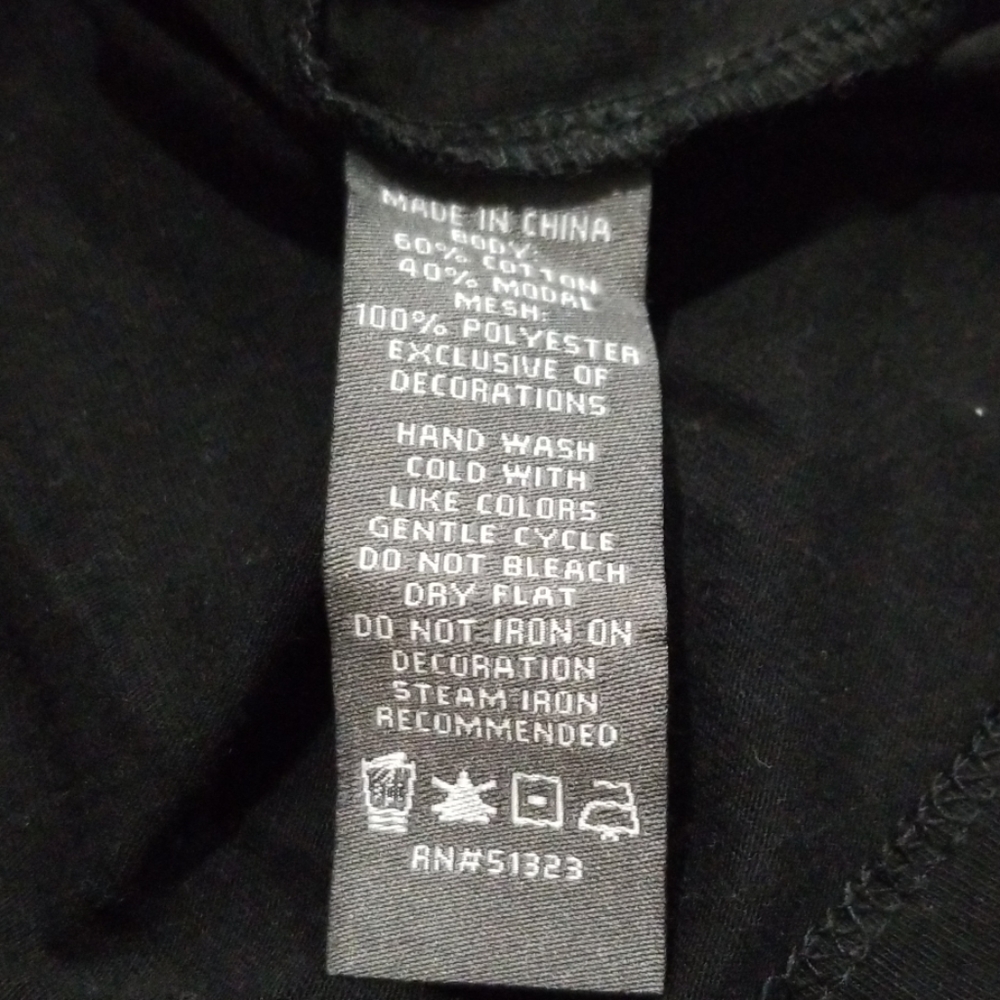 MADE IN CHINA
BODY:
60% COTTON
40% MODAL
MESH:
100% POLYESTER
EXCLUSIVE OF
DECORATIONS
HAND WASH
COLD WITH
LIKE COLORS
GENTLE CYCLE
DO NOT BLEACH
DRY FLAT
DO NOT IRON ON
DECORATION
STEAM IRON
RECOMMENDED
RN#51323